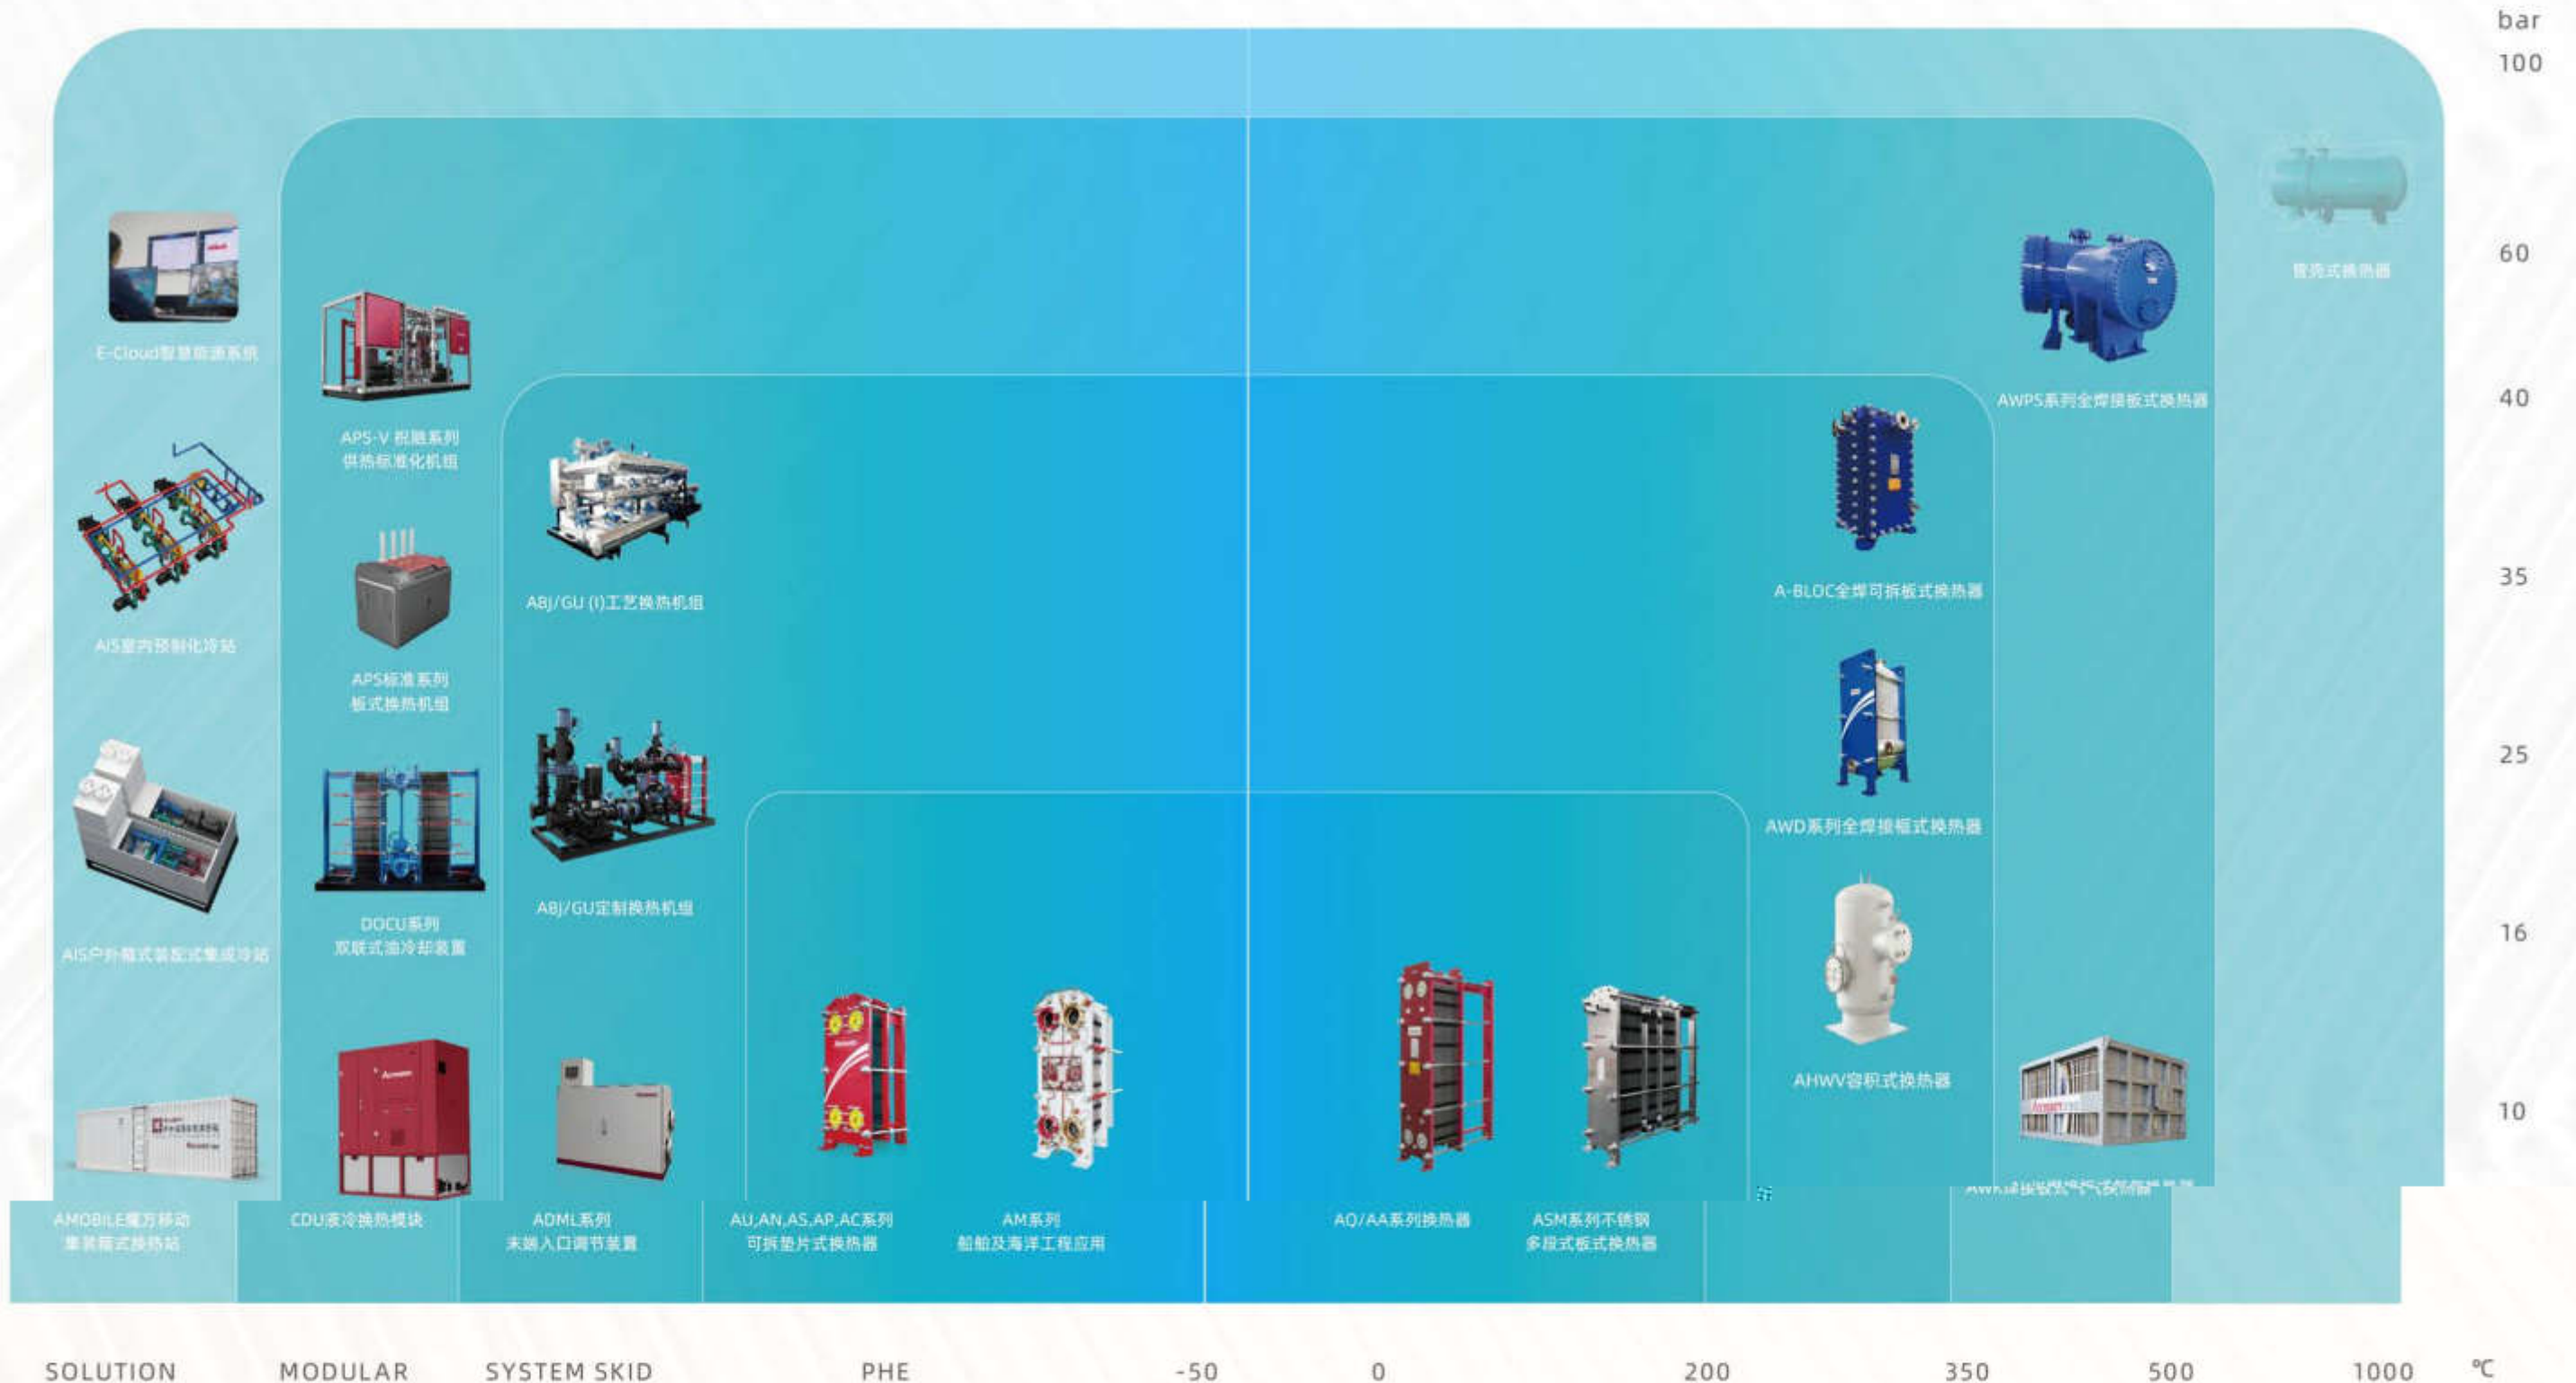 bar
100
60
40
35
25
16
10
管壳式换热器
E-Cloud智慧能源系统
AIS室内预制化冷站
AIS户外箱式装配式集成冷站
AMOBILE魔方移动
集装箱式换热站
APS-V 祝融系列
供热标准化机组
APS标准系列
板式换热机组
DOCU系列
双联式油冷却装置
CDU液冷换热模块
ABJ/GU (I)工艺换热机组
ABJ/GU定制换热机组
ADML系列
末端入口调节装置
AU,AN,AS,AP,AC系列
可拆垫片式换热器
AM系列
船舶及海洋工程应用
AQ/AA系列换热器
ASM系列不锈钢
多段式板式换热器
AWPS系列全焊接板式换热器
A-BLOC全焊可拆板式换热器
AWD系列全焊接框式换热器
AHWV容积式换热器
SOLUTION
MODULAR
SYSTEM SKID
PHE
-50
0
200
350
500
1000
℃